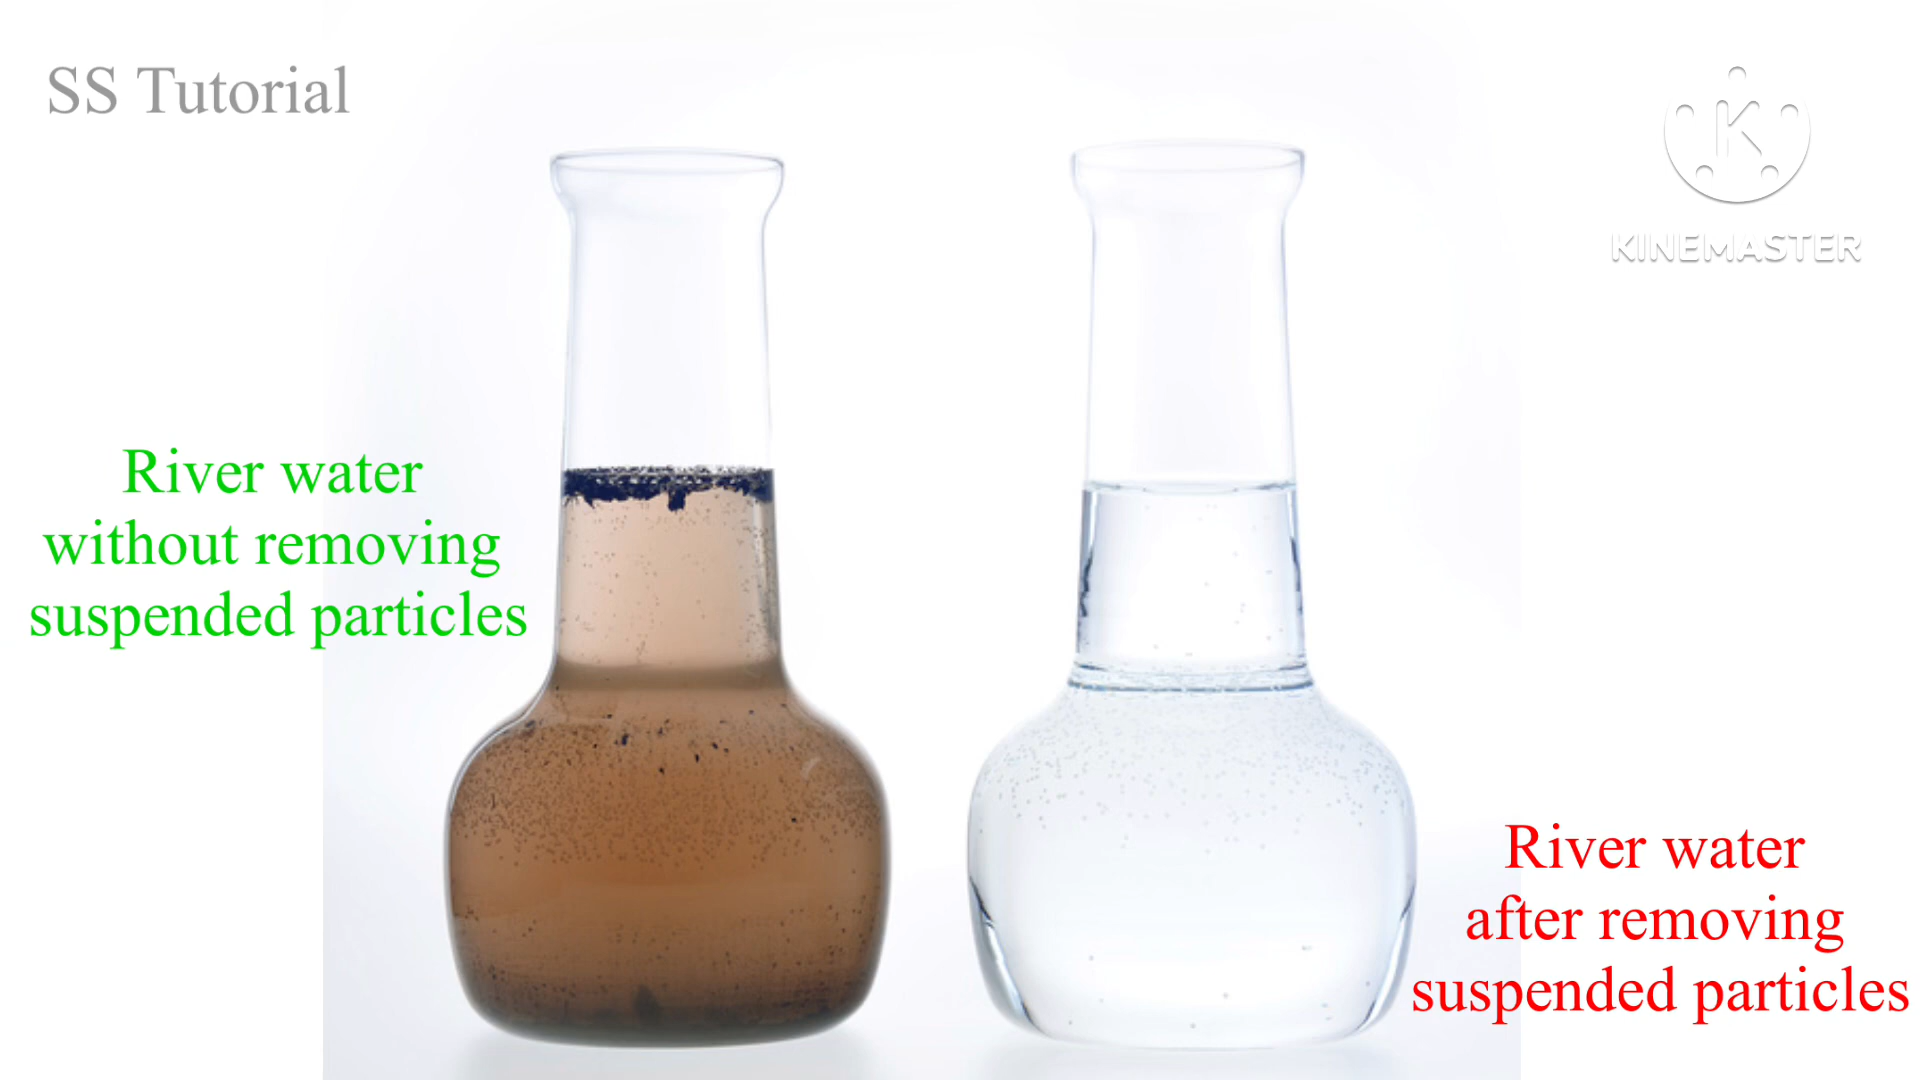 SS Tutorial
KINEMASTER
River water
without removing
suspended particles
River water
after removing
suspended particles